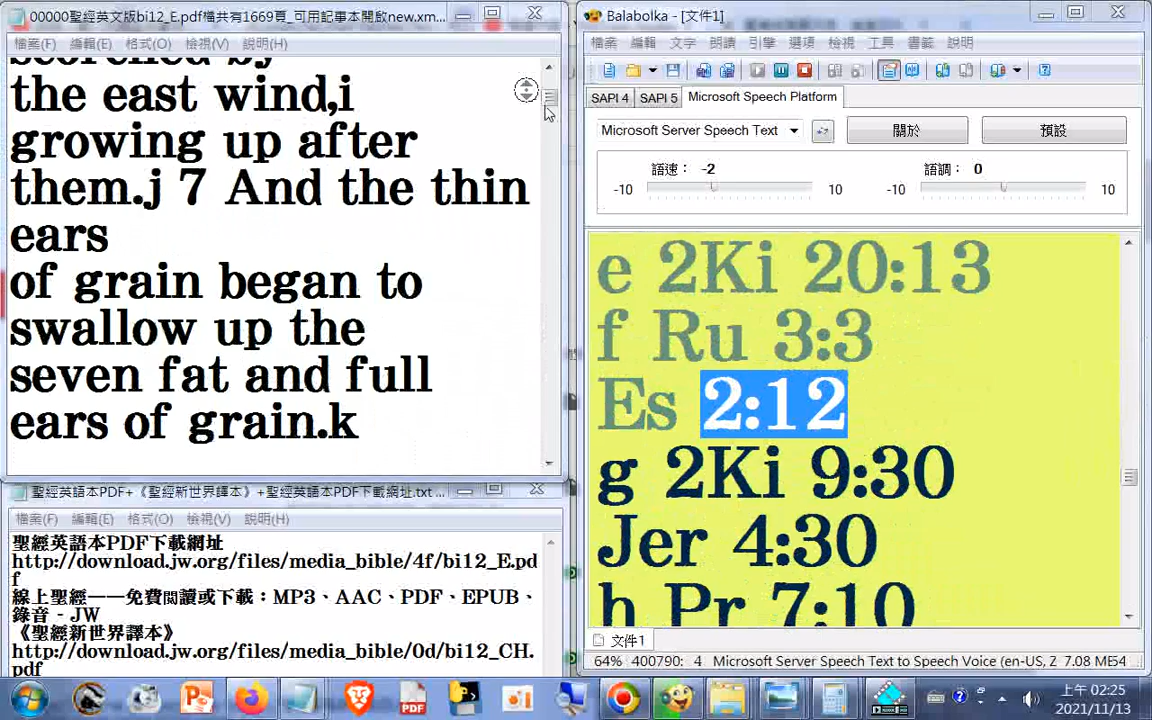 00000聖經英文版bi12_E.pdf檔共有1669頁_可用記事本開啟new.xm...
檔案(F) 編輯(E) 格式(O) 檢視(V) 說明(H)
scorched by
the east wind,i
growing up after
them.j 7 And the thin
ears
of grain began to
swallow up the
seven fat and full
ears of grain.k
聖經英語本PDF+《聖經新世界譯本》+聖經英語本PDF下載網址.txt ...
檔案(F) 編輯(E) 格式(O) 檢視(V) 說明(H)
聖經英語本PDF下載網址
http://download.jw.org/files/media_bible/4f/bi12_E.pd
f
線上聖經——免費閱讀或下載：MP3、AAC、PDF、EPUB、
錄音 - JW
《聖經新世界譯本》
http://download.jw.org/files/media_bible/0d/bi12_CH.
pdf
Balabolka - [文件1]
檔案 編輯 文字 朗讀 引擎 選項 檢視 工具 書籤 說明
SAPI 4 SAPI 5 Microsoft Speech Platform
Microsoft Server Speech Text 關於 預設
語速： -2 語調： 0
-10 10 -10 10
e 2Ki 20:13
f Ru 3:3
Es 2:12
g 2Ki 9:30
Jer 4:30
h Pr 7:10
文件1
64% 400790: 4 Microsoft Server Speech Text to Speech Voice (en-US, Z 7.08 ME54
上午 02:25
2021/11/13